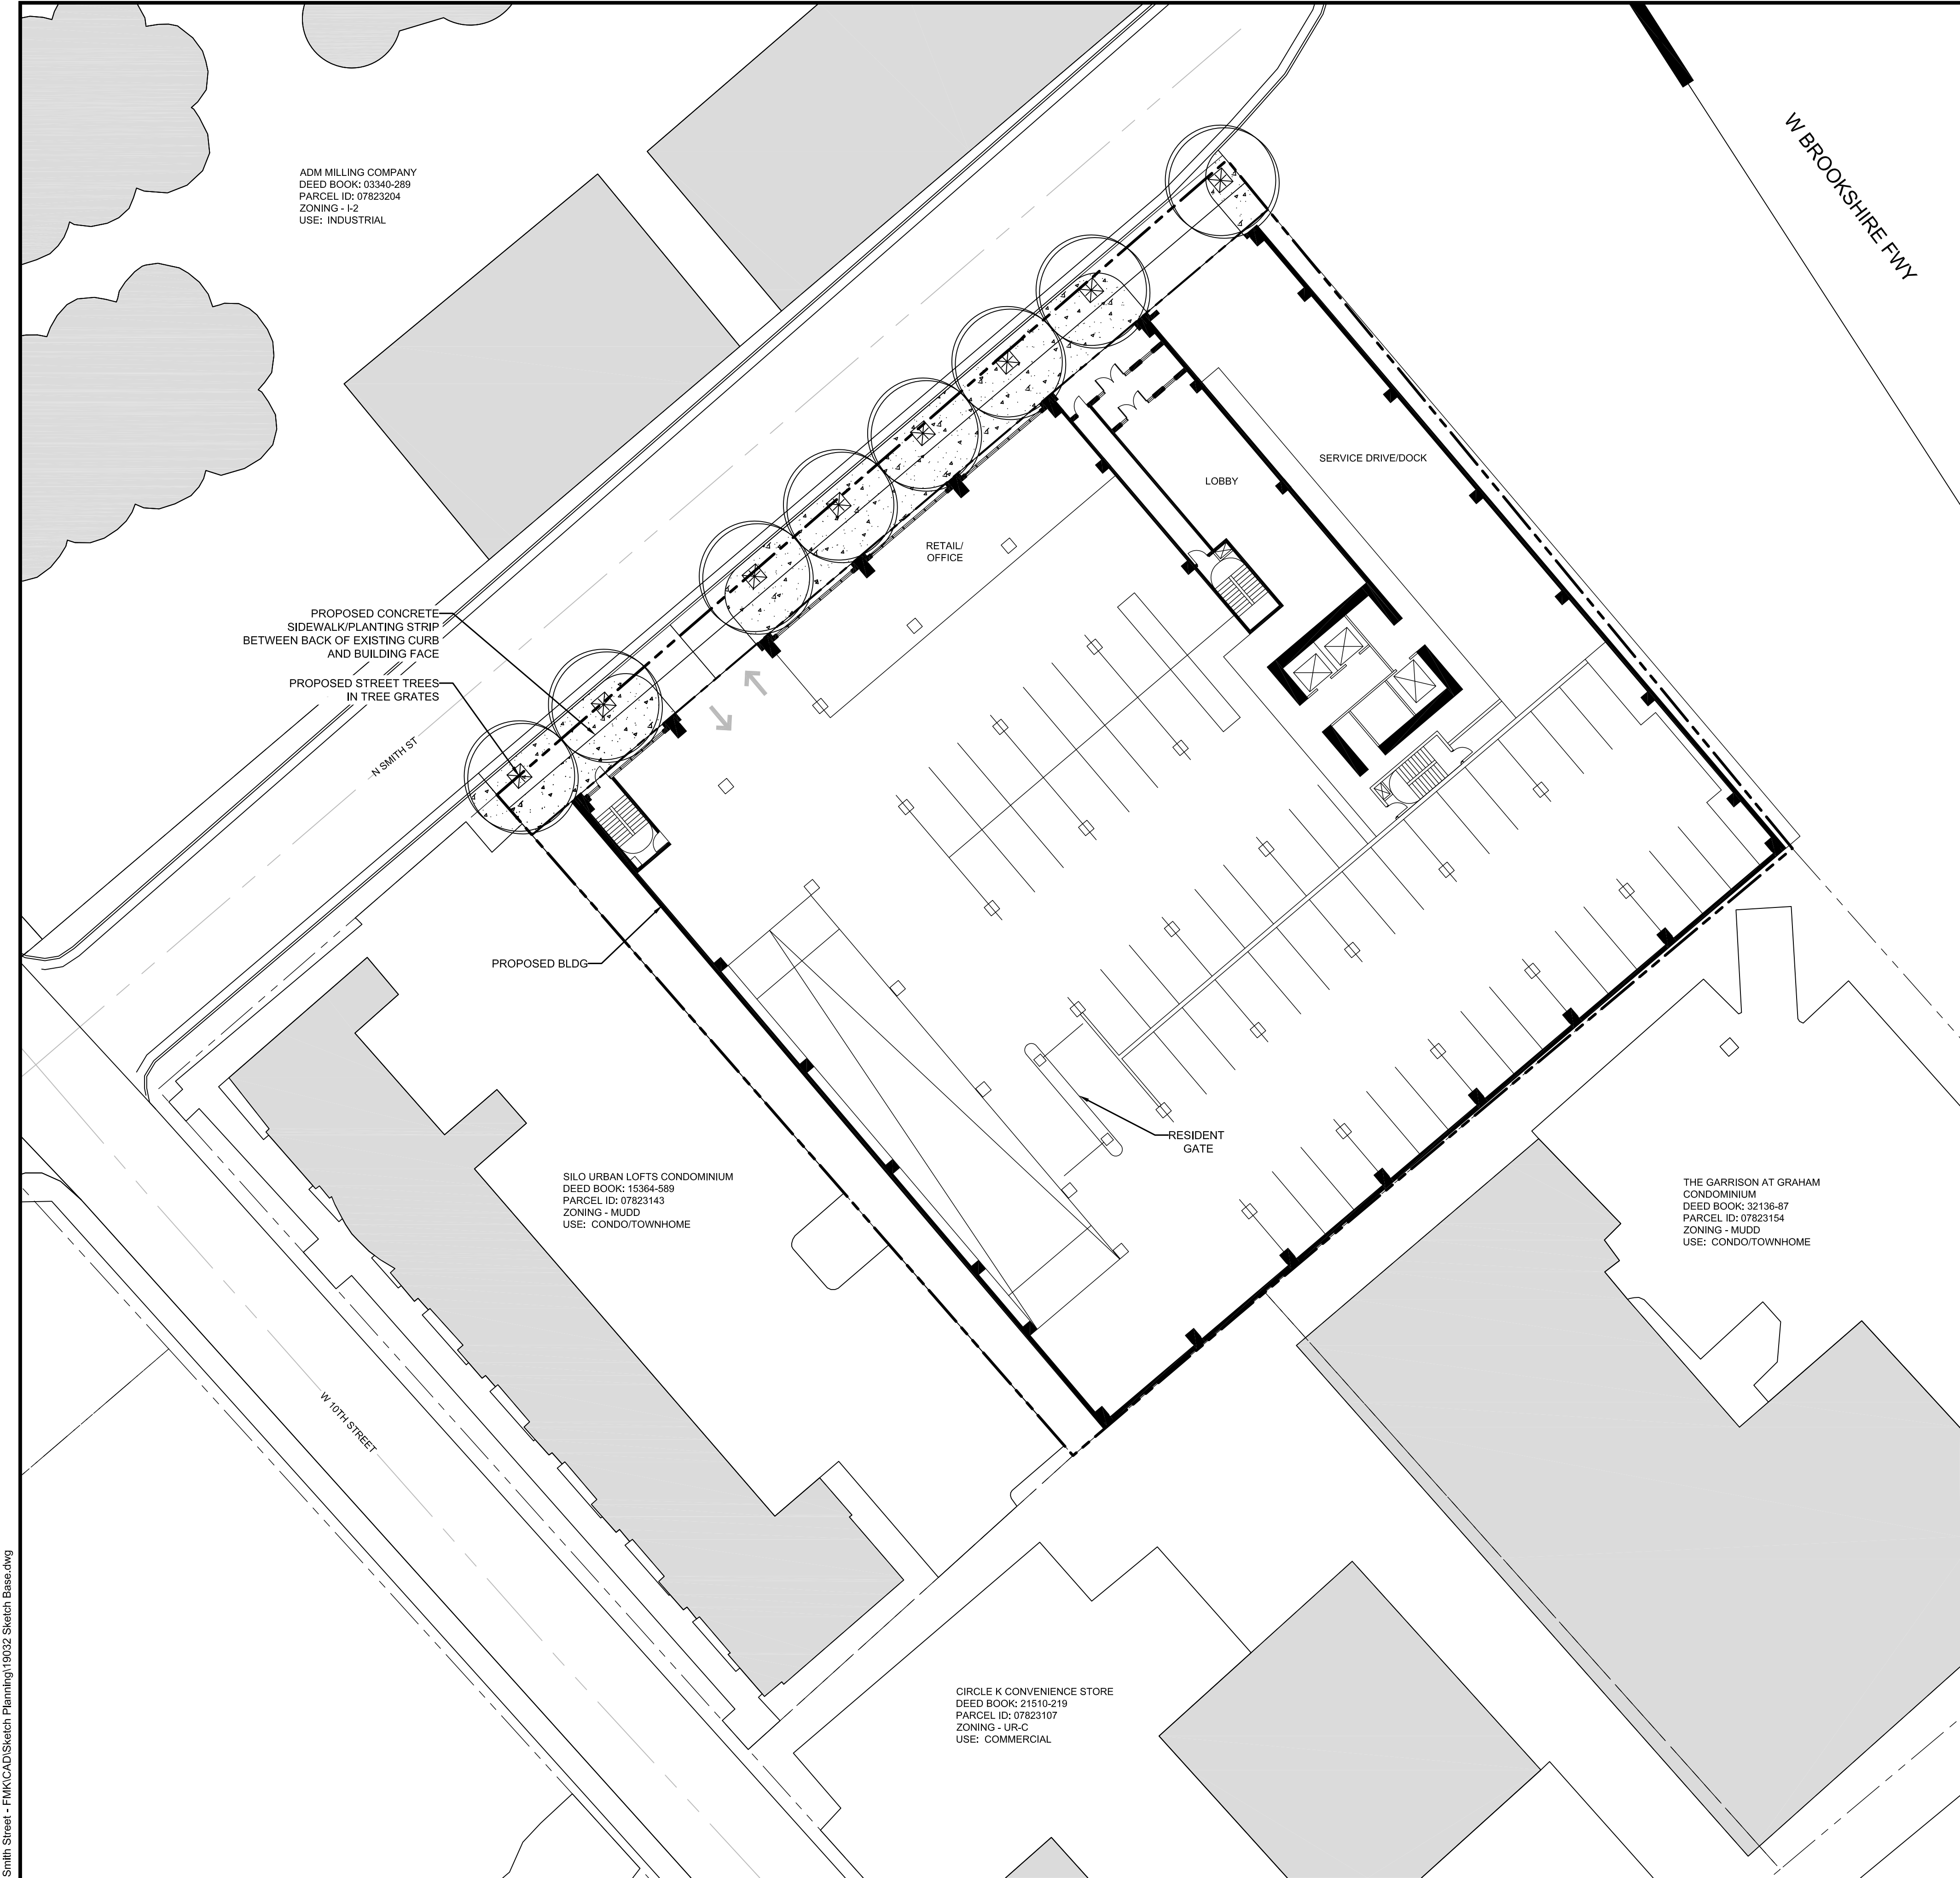 W BROOKSHIRE FWY
ADM MILLING COMPANY
DEED BOOK: 03340-289
PARCEL ID: 07823204
ZONING - I-2
USE: INDUSTRIAL
SERVICE DRIVE/DOCK
LOBBY
RETAIL/
OFFICE
PROPOSED CONCRETE
SIDEWALK/PLANTING STRIP
BETWEEN BACK OF EXISTING CURB
AND BUILDING FACE
PROPOSED STREET TREES
IN TREE GRATES
N SMITH ST
PROPOSED BLDG
RESIDENT
GATE
SILO URBAN LOFTS CONDOMINIUM
DEED BOOK: 15364-589
PARCEL ID: 07823143
ZONING - MUDD
USE: CONDO/TOWNHOME
THE GARRISON AT GRAHAM
CONDOMINIUM
DEED BOOK: 32136-87
PARCEL ID: 07823154
ZONING - MUDD
USE: CONDO/TOWNHOME
W 10TH STREET
CIRCLE K CONVENIENCE STORE
DEED BOOK: 21510-219
PARCEL ID: 07823107
ZONING - UR-C
USE: COMMERCIAL
Smith Street - FMK\CAD\Sketch Planning\19032 Sketch Base.dwg